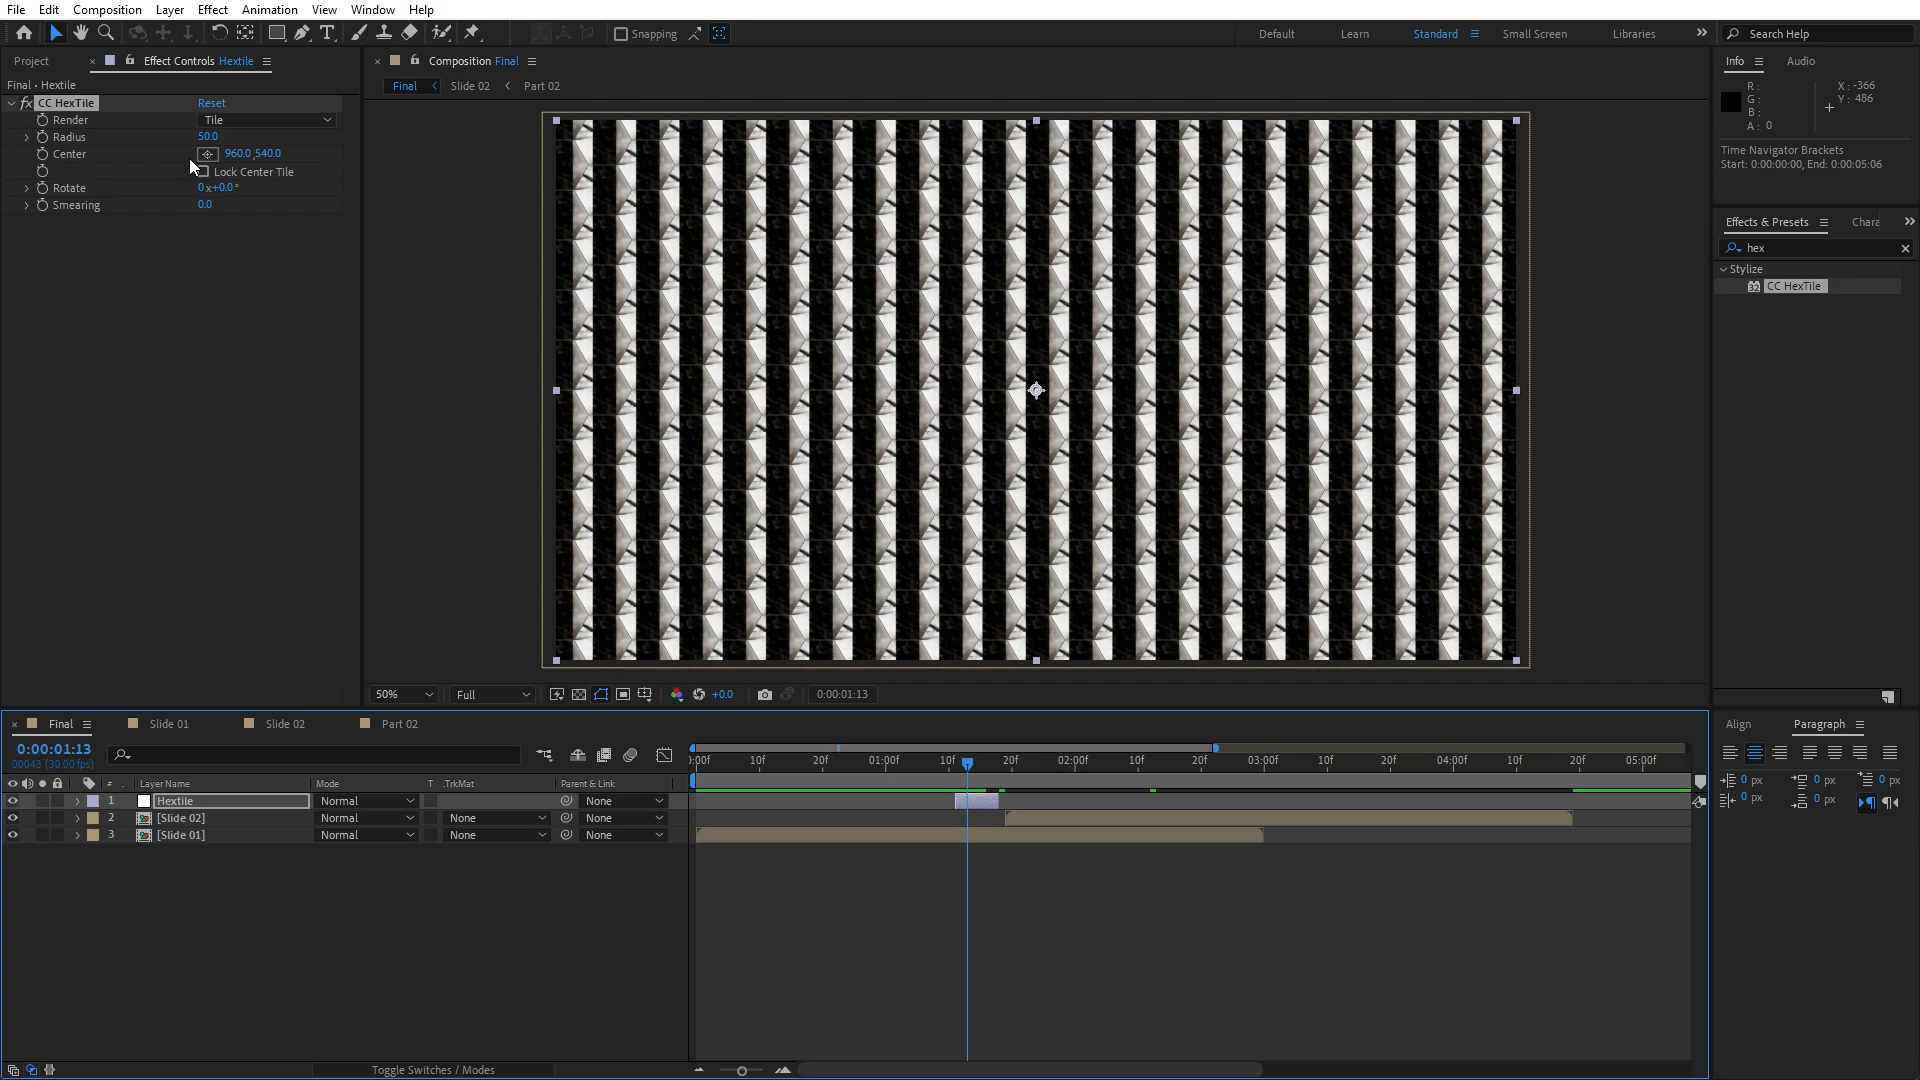 File Edit Composition Layer Effect Animation View Window Help
Snapping Default Learn Standard Small Screen Libraries Search Help
Project Effect Controls Hextile Composition Final Info Audio
Final • Hextile
Final Slide 02 Part 02
fx CC HexTile Reset
Render Tile
Radius 50.0
Center 960.0,540.0
Lock Center Tile
Rotate 0x+0.0°
Smearing 0.0
R:
G:
B:
A: 0
X: -366
Y: 486
Time Navigator Brackets
Start: 0:00:00:00, End: 0:00:05:06
Effects & Presets Chara
hex
Stylize
32 CC HexTile
50% Full +0.0 0:00:01:13
Final Slide 01 Slide 02 Part 02
0:00:01:13
00043 (30.00 fps)
:00f 10f 20f 01:00f 10f 20f 02:00f 10f 20f 03:00f 10f 20f 04:00f 10f 20f 05:00f
# Layer Name Mode T .TrkMat Parent & Link
1 Hextile Normal None
2 [Slide 02] Normal None None
3 [Slide 01] Normal None None
Toggle Switches / Modes
Align Paragraph
0 px 0 px 0 px
0 px 0 px